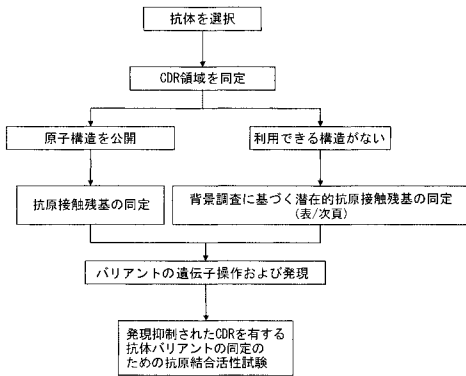 抗体を選択
CDR領域を同定
原子構造を公開
利用できる構造がない
抗原接触残基の同定
背景調査に基づく潜在的抗原接触残基の同定
(表/次頁)
バリアントの遺伝子操作および発現
発現抑制されたCDRを有する
抗体バリアントの同定の
ための抗原結合活性試験